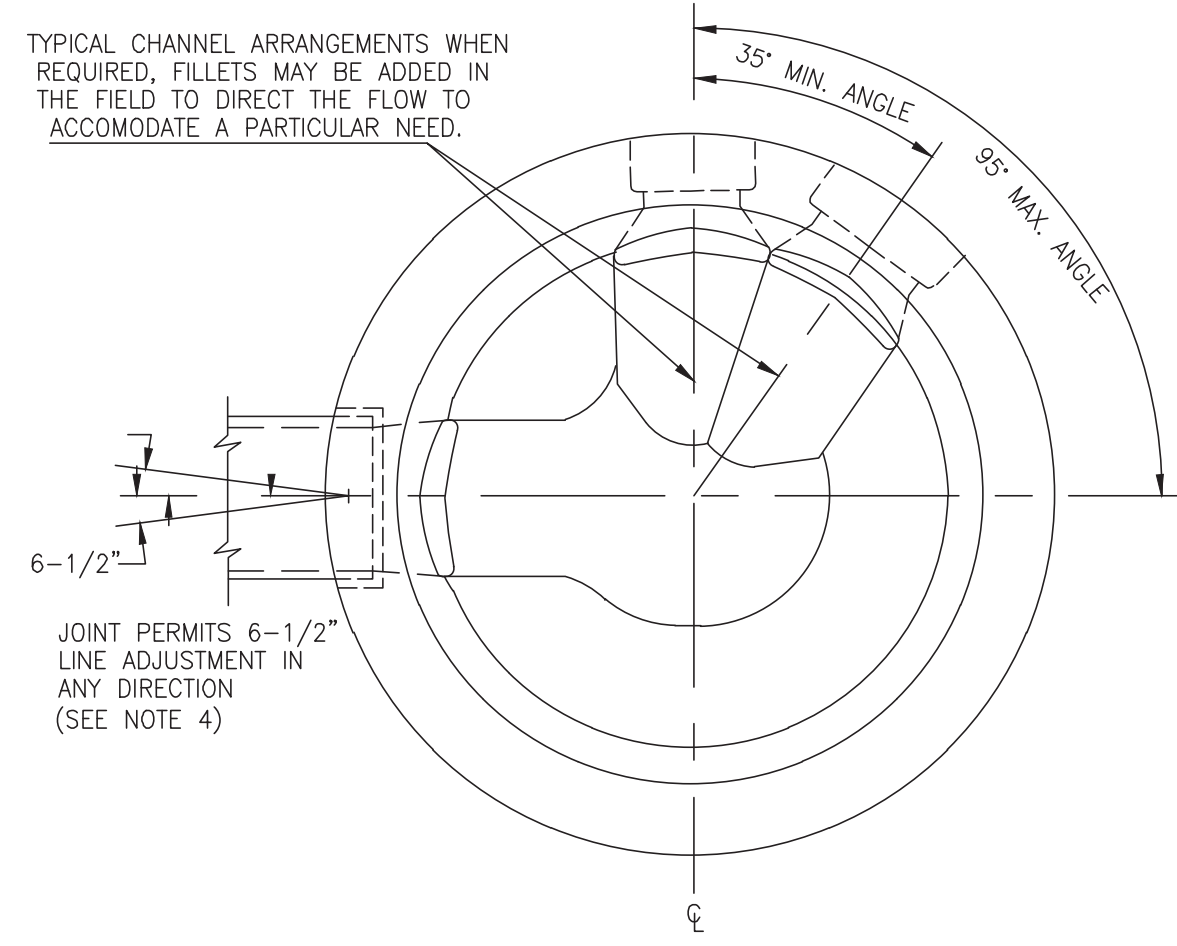 TYPICAL CHANNEL ARRANGEMENTS WHEN
REQUIRED, FILLETS MAY BE ADDED IN
THE FIELD TO DIRECT THE FLOW TO
ACCOMODATE A PARTICULAR NEED.
35° MIN. ANGLE
95° MAX. ANGLE
6-1/2"
JOINT PERMITS 6-1/2"
LINE ADJUSTMENT IN
ANY DIRECTION
(SEE NOTE 4)
℄